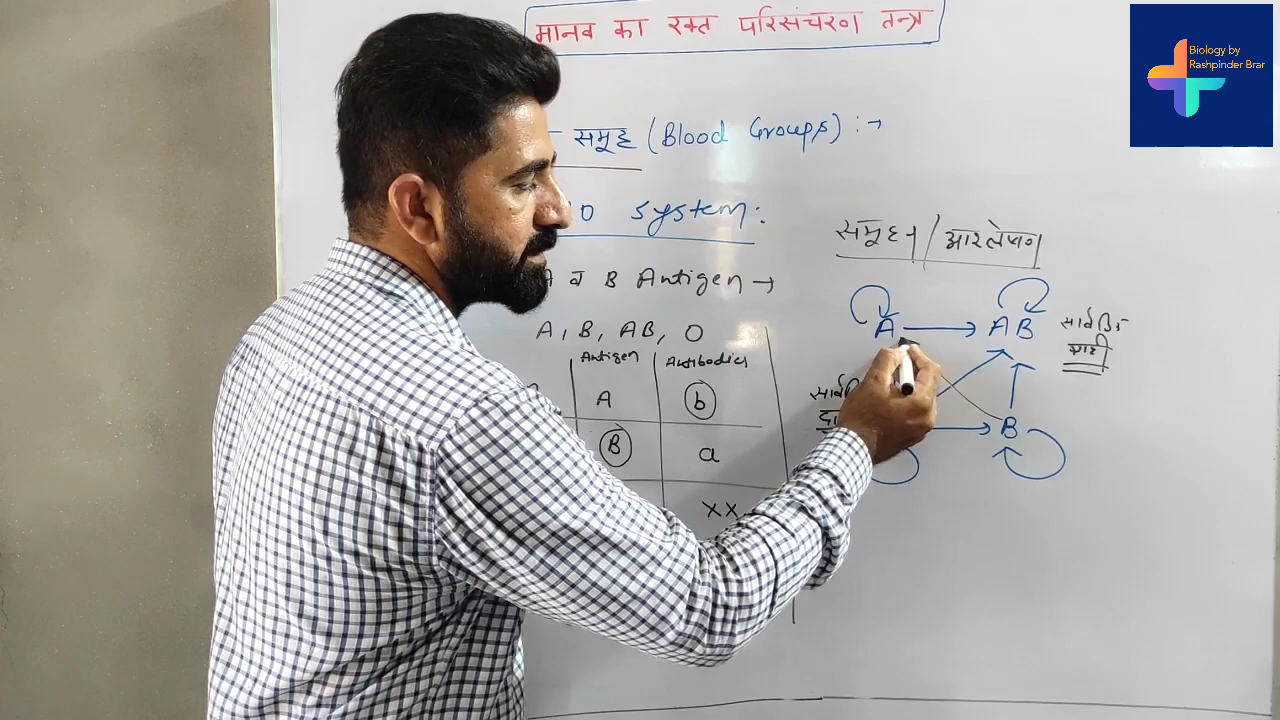 मानव का रक्त परिसंचरण तन्त्र
Biology by
Rashpinder Brar
समूह (Blood Groups) :→
O system:
समूहन / आश्लेषण
A व B Antigen →
A, B, AB, O
Antigen Antibodies
A b
B a
XX
A → AB
B